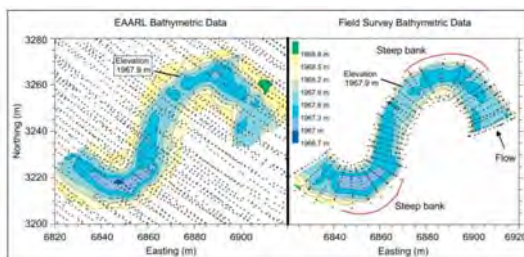 EAARL Bathymetric Data
Field Survey Bathymetric Data
3280
3260
3240
3220
3200
Northing (m)
Elevation
1967.9 m
6820
6840
6860
6880
6900
Easting (m)
1968.8 m
1968.5 m
1968.2 m
1967.9 m
1967.6 m
1967.3 m
1967 m
1966.7 m
Steep bank
Elevation
1967.9 m
Flow
Steep bank
6840
6860
6880
6900
6920
Easting (m)